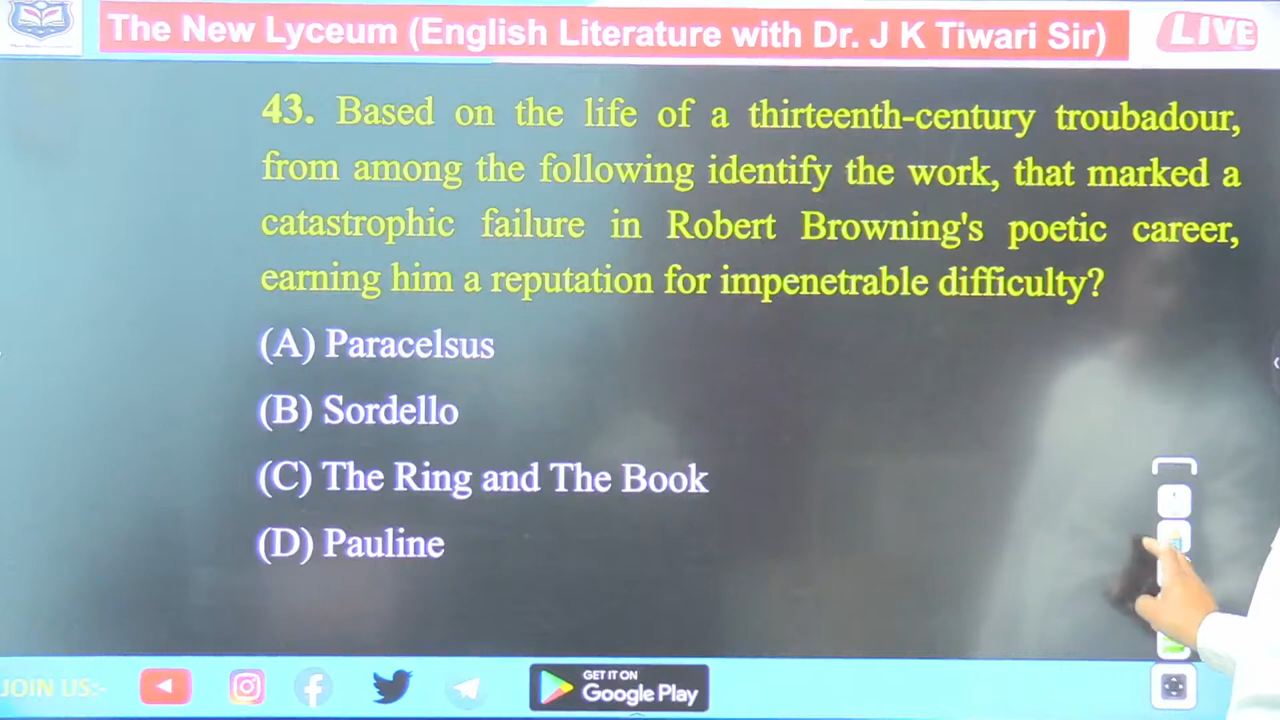 The New Lyceum (English Literature with Dr. J K Tiwari Sir)
LIVE
43. Based on the life of a thirteenth-century troubadour,
from among the following identify the work, that marked a
catastrophic failure in Robert Browning's poetic career,
earning him a reputation for impenetrable difficulty?
(A) Paracelsus
(B) Sordello
(C) The Ring and The Book
(D) Pauline
JOIN US:-
GET IT ON
Google Play